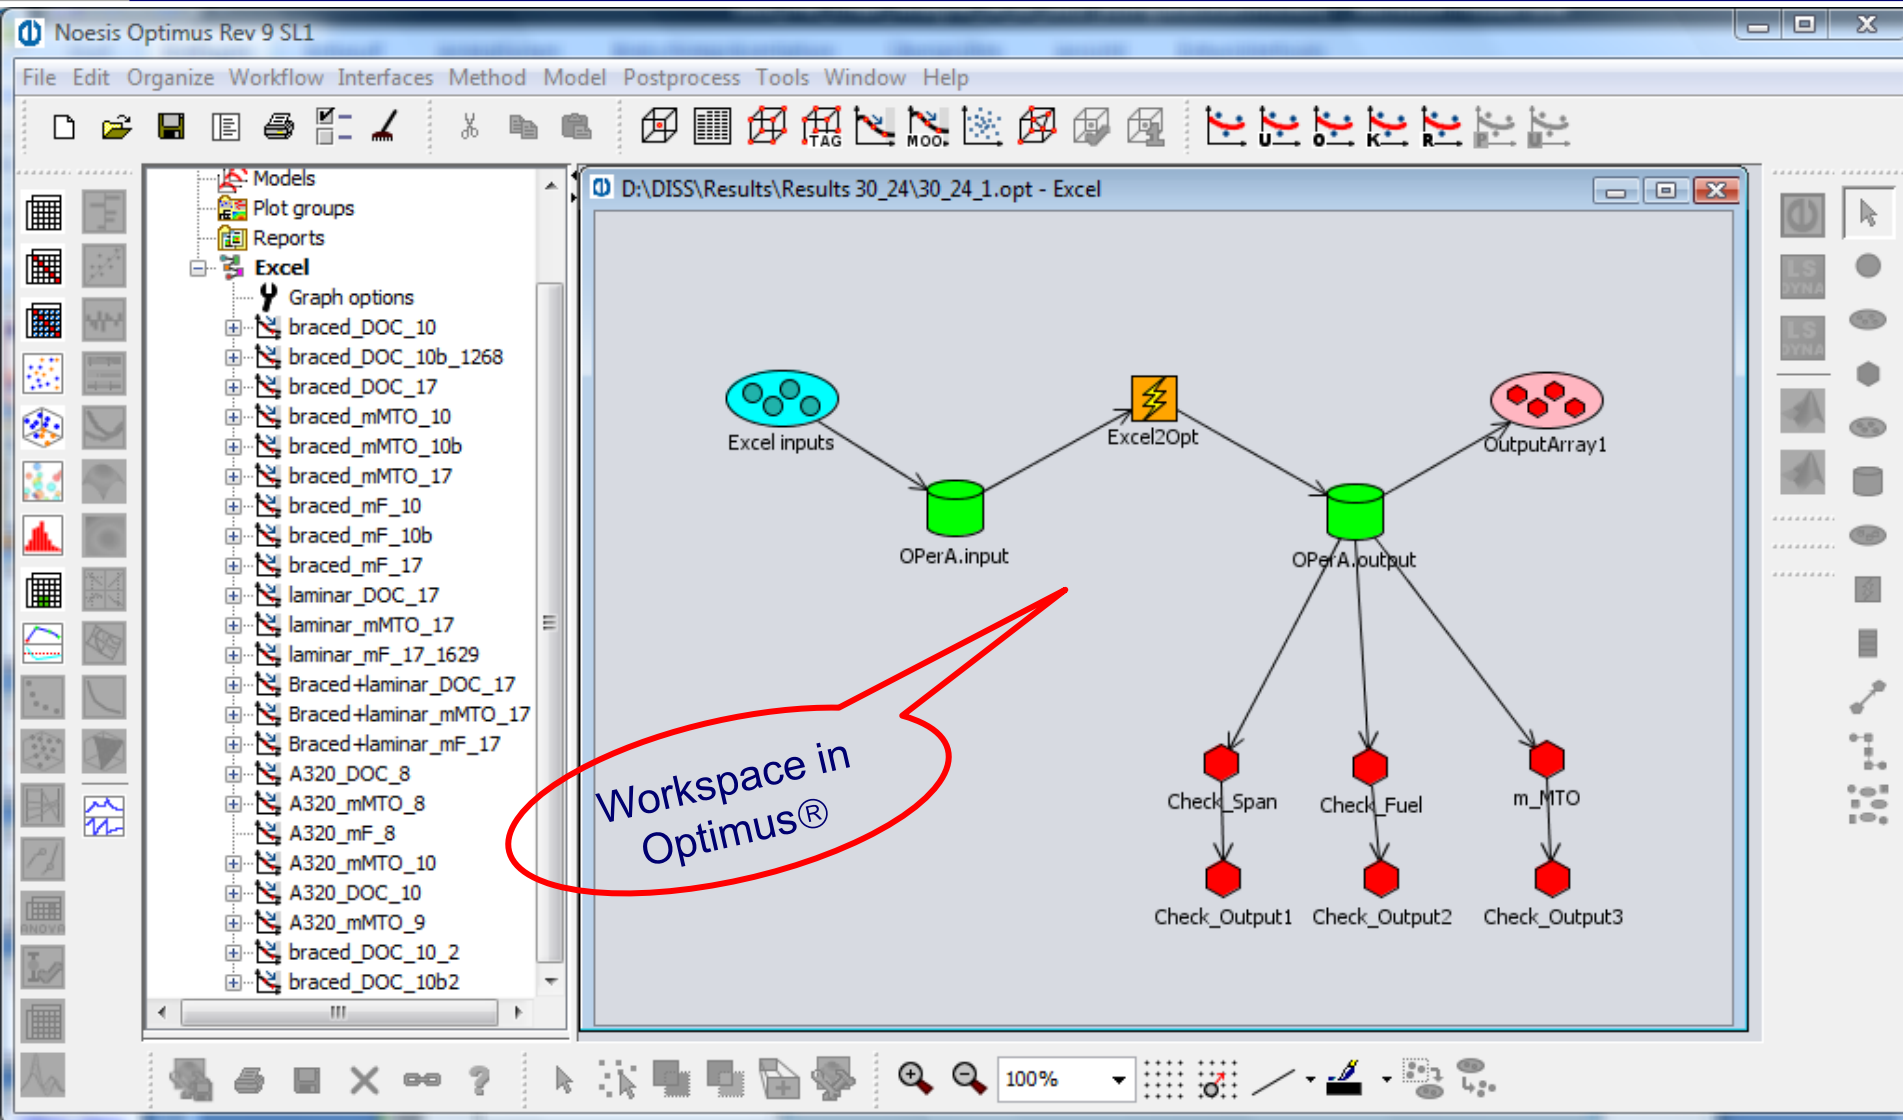 Noesis Optimus Rev 9 SL1
File Edit Organize Workflow Interfaces Method Model Postprocess Tools Window Help
TAG
MOO.
U
O
K
R
P
U
Models
Plot groups
Reports
Excel
Graph options
braced_DOC_10
braced_DOC_10b_1268
braced_DOC_17
braced_mMTO_10
braced_mMTO_10b
braced_mMTO_17
braced_mF_10
braced_mF_10b
braced_mF_17
laminar_DOC_17
laminar_mMTO_17
laminar_mF_17_1629
Braced+laminar_DOC_17
Braced+laminar_mMTO_17
Braced+laminar_mF_17
A320_DOC_8
A320_mMTO_8
A320_mF_8
A320_mMTO_10
A320_DOC_10
A320_mMTO_9
braced_DOC_10_2
braced_DOC_10b2
D:\DISS\Results\Results 30_24\30_24_1.opt - Excel
Excel inputs
Excel2Opt
OutputArray1
OPerA.input
OPerA.output
Check_Span
Check_Fuel
m_MTO
Check_Output1
Check_Output2
Check_Output3
Workspace in
Optimus®
LS
DYNA
LS
DYNA
ANOVA
100%